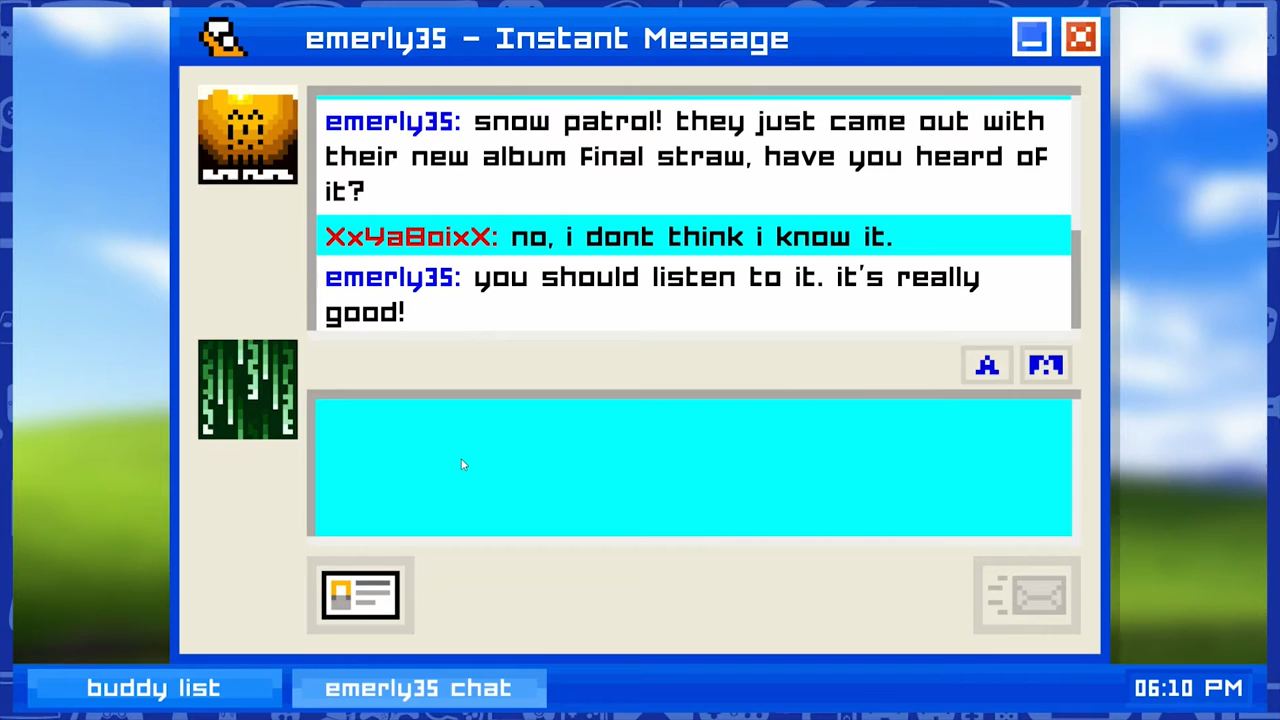 emerly35 - Instant Message
emerly35: snow patrol! they just came out with
their new album final straw, have you heard of
it?
XxYaBoixX: no, i dont think i know it.
emerly35: you should listen to it. it's really
good!
A
buddy list
emerly35 chat
06:10 PM